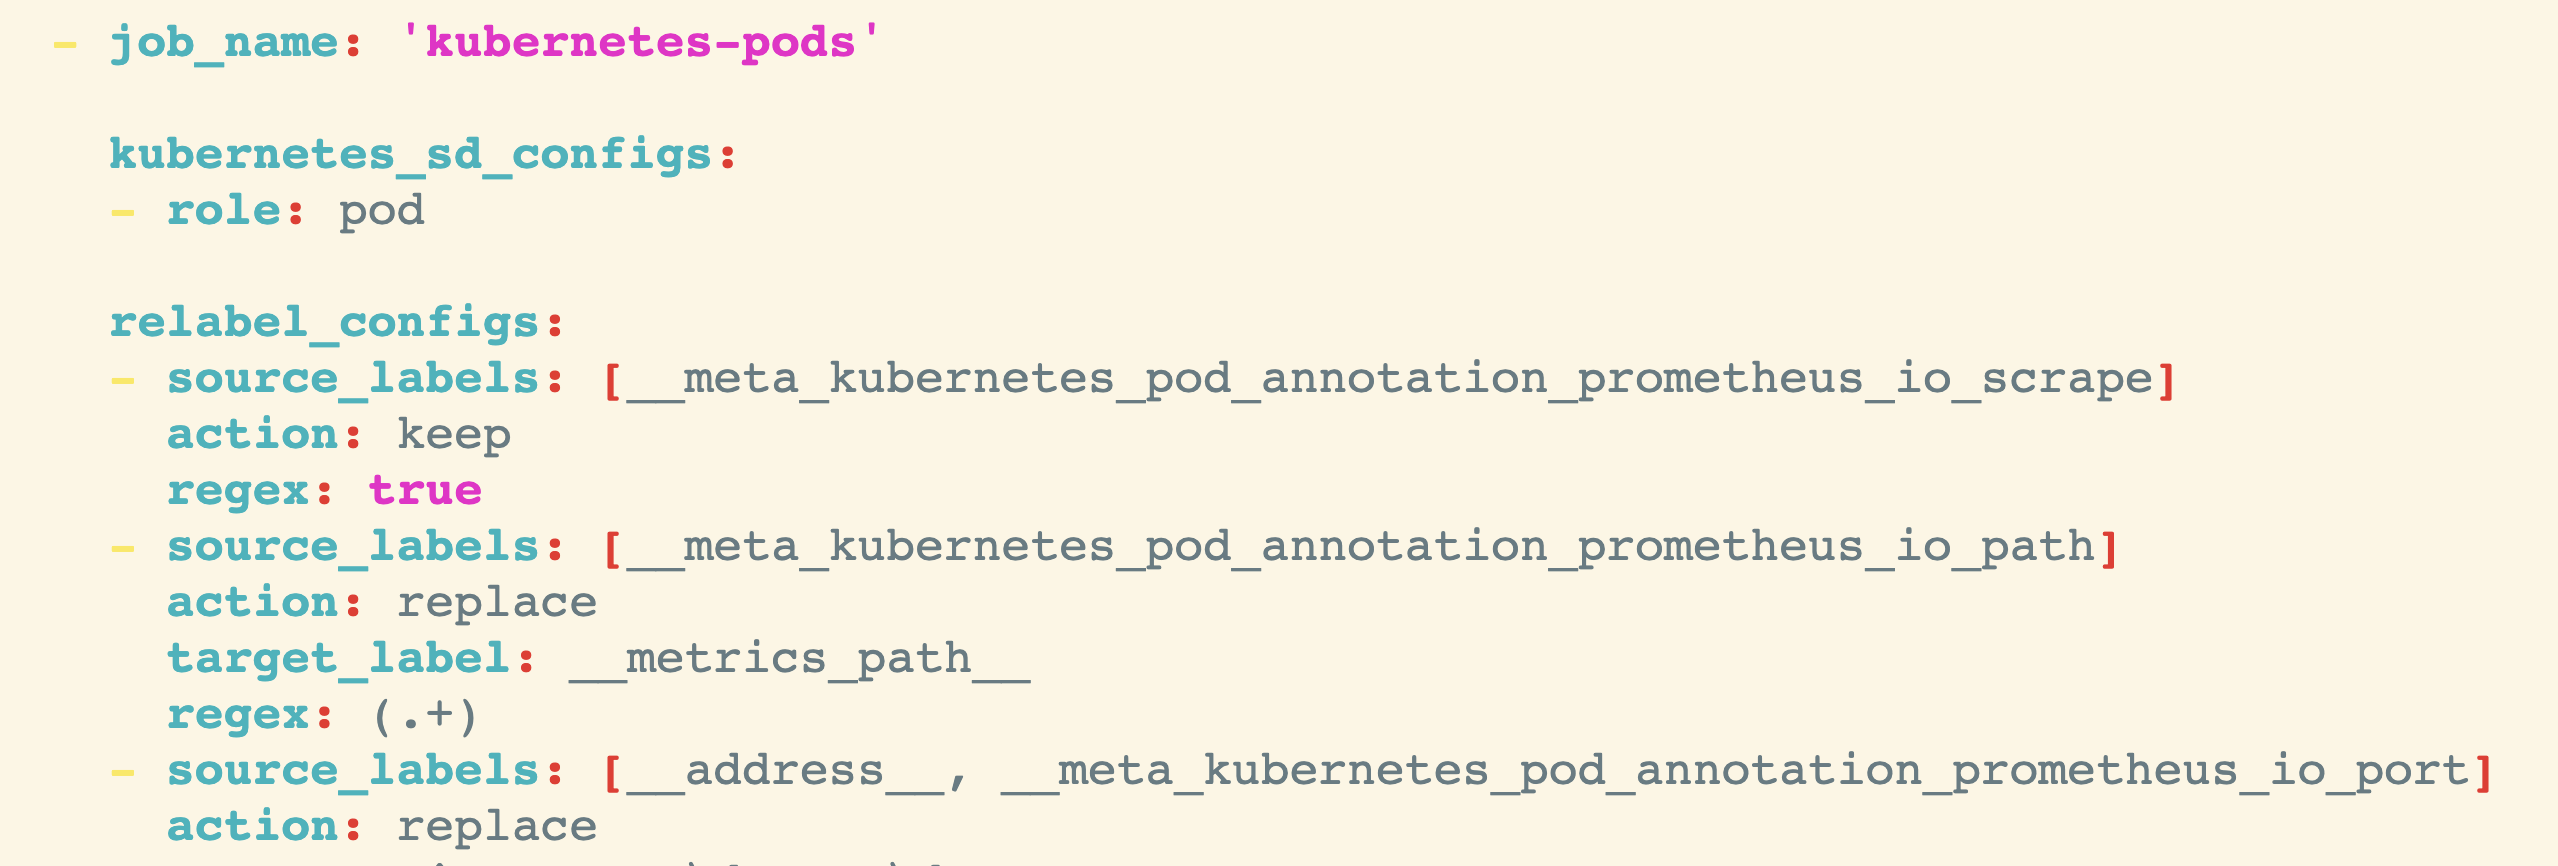 - job_name: 'kubernetes-pods'
kubernetes_sd_configs:
- role: pod
relabel_configs:
- source_labels: [__meta_kubernetes_pod_annotation_prometheus_io_scrape]
action: keep
regex: true
- source_labels: [__meta_kubernetes_pod_annotation_prometheus_io_path]
action: replace
target_label: __metrics_path__
regex: (.+)
- source_labels: [__address__, __meta_kubernetes_pod_annotation_prometheus_io_port]
action: replace